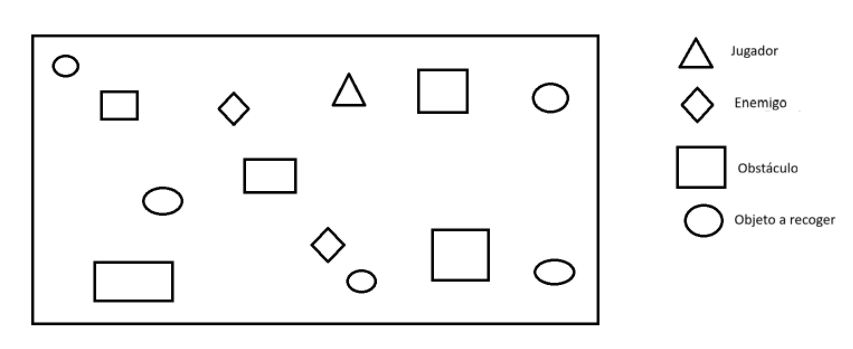 Jugador
Enemigo
Obstáculo
Objeto a recoger